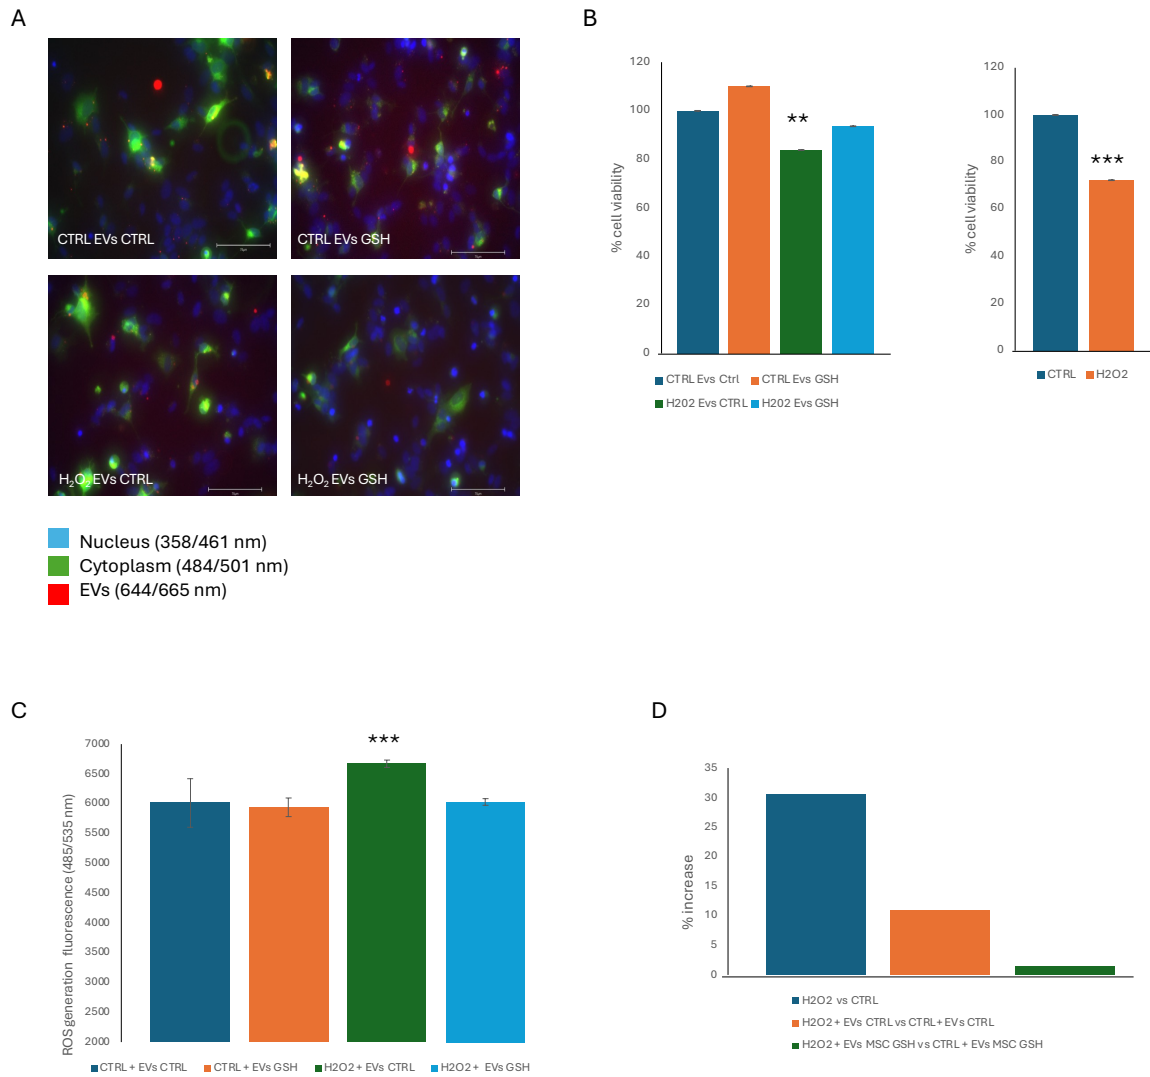 A
CTRL EVs CTRL
CTRL EVs GSH
H₂O₂ EVs CTRL
H₂O₂ EVs GSH
Nucleus (358/461 nm)
Cytoplasm (484/501 nm)
EVs (644/665 nm)
B
% cell viability
120
100
80
60
40
20
0
**
CTRL Evs Ctrl
CTRL Evs GSH
H202 Evs CTRL
H202 Evs GSH
% cell viability
120
100
80
60
40
20
0
***
CTRL
H2O2
C
ROS generation fluorescence (485/535 nm)
7000
6500
6000
5500
5000
4500
4000
3500
3000
2500
2000
***
CTRL + EVs CTRL
CTRL + EVs GSH
H2O2 + EVs CTRL
H2O2 + EVs GSH
D
% increase
35
30
25
20
15
10
5
0
H2O2 vs CTRL
H2O2 + EVs CTRL vs CTRL+ EVs CTRL
H2O2 + EVs MSC GSH vs CTRL + EVs MSC GSH